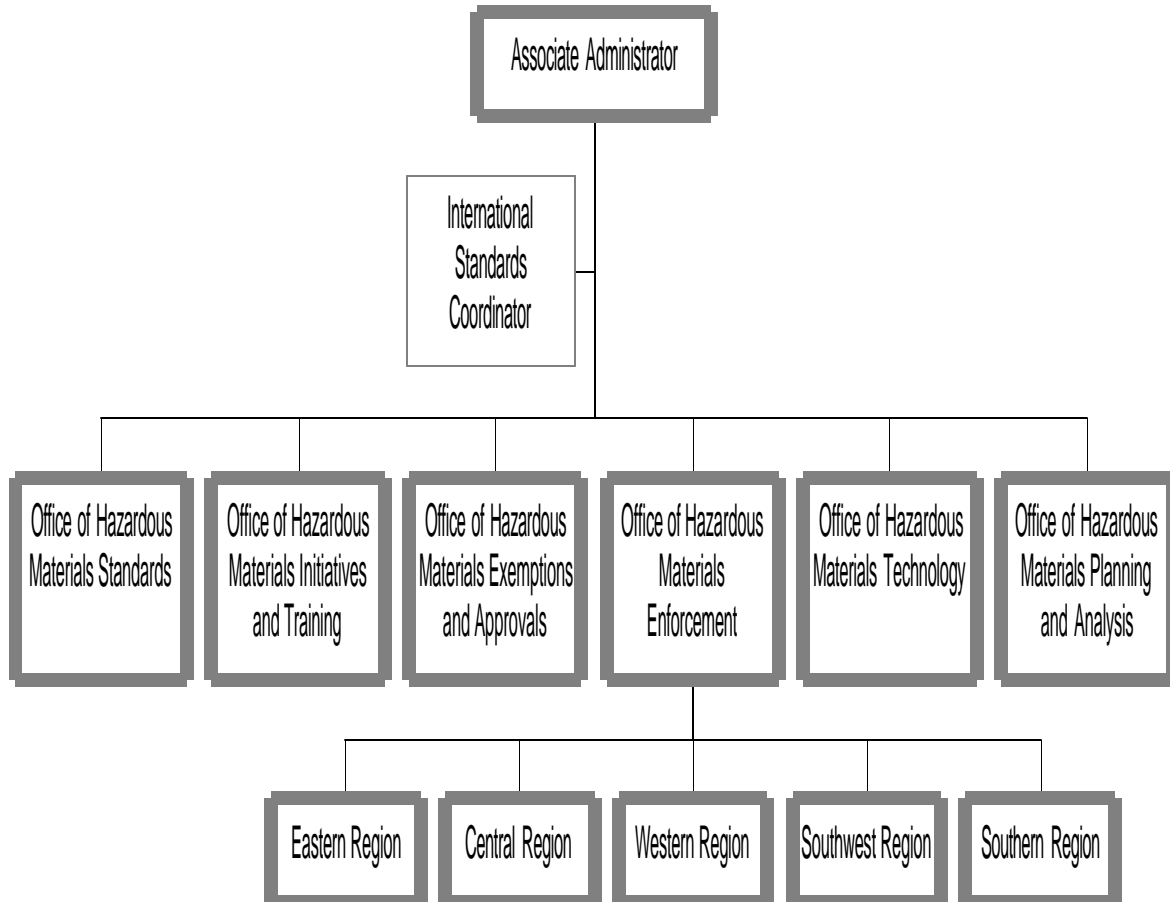 Associate Administrator
International
Standards
Coordinator
Office of Hazardous
Materials Standards
Office of Hazardous
Materials Initiatives
and Training
Office of Hazardous
Materials Exemptions
and Approvals
Office of Hazardous
Materials
Enforcement
Office of Hazardous
Materials Technology
Office of Hazardous
Materials Planning
and Analysis
Eastern Region
Central Region
Western Region
Southwest Region
Southern Region